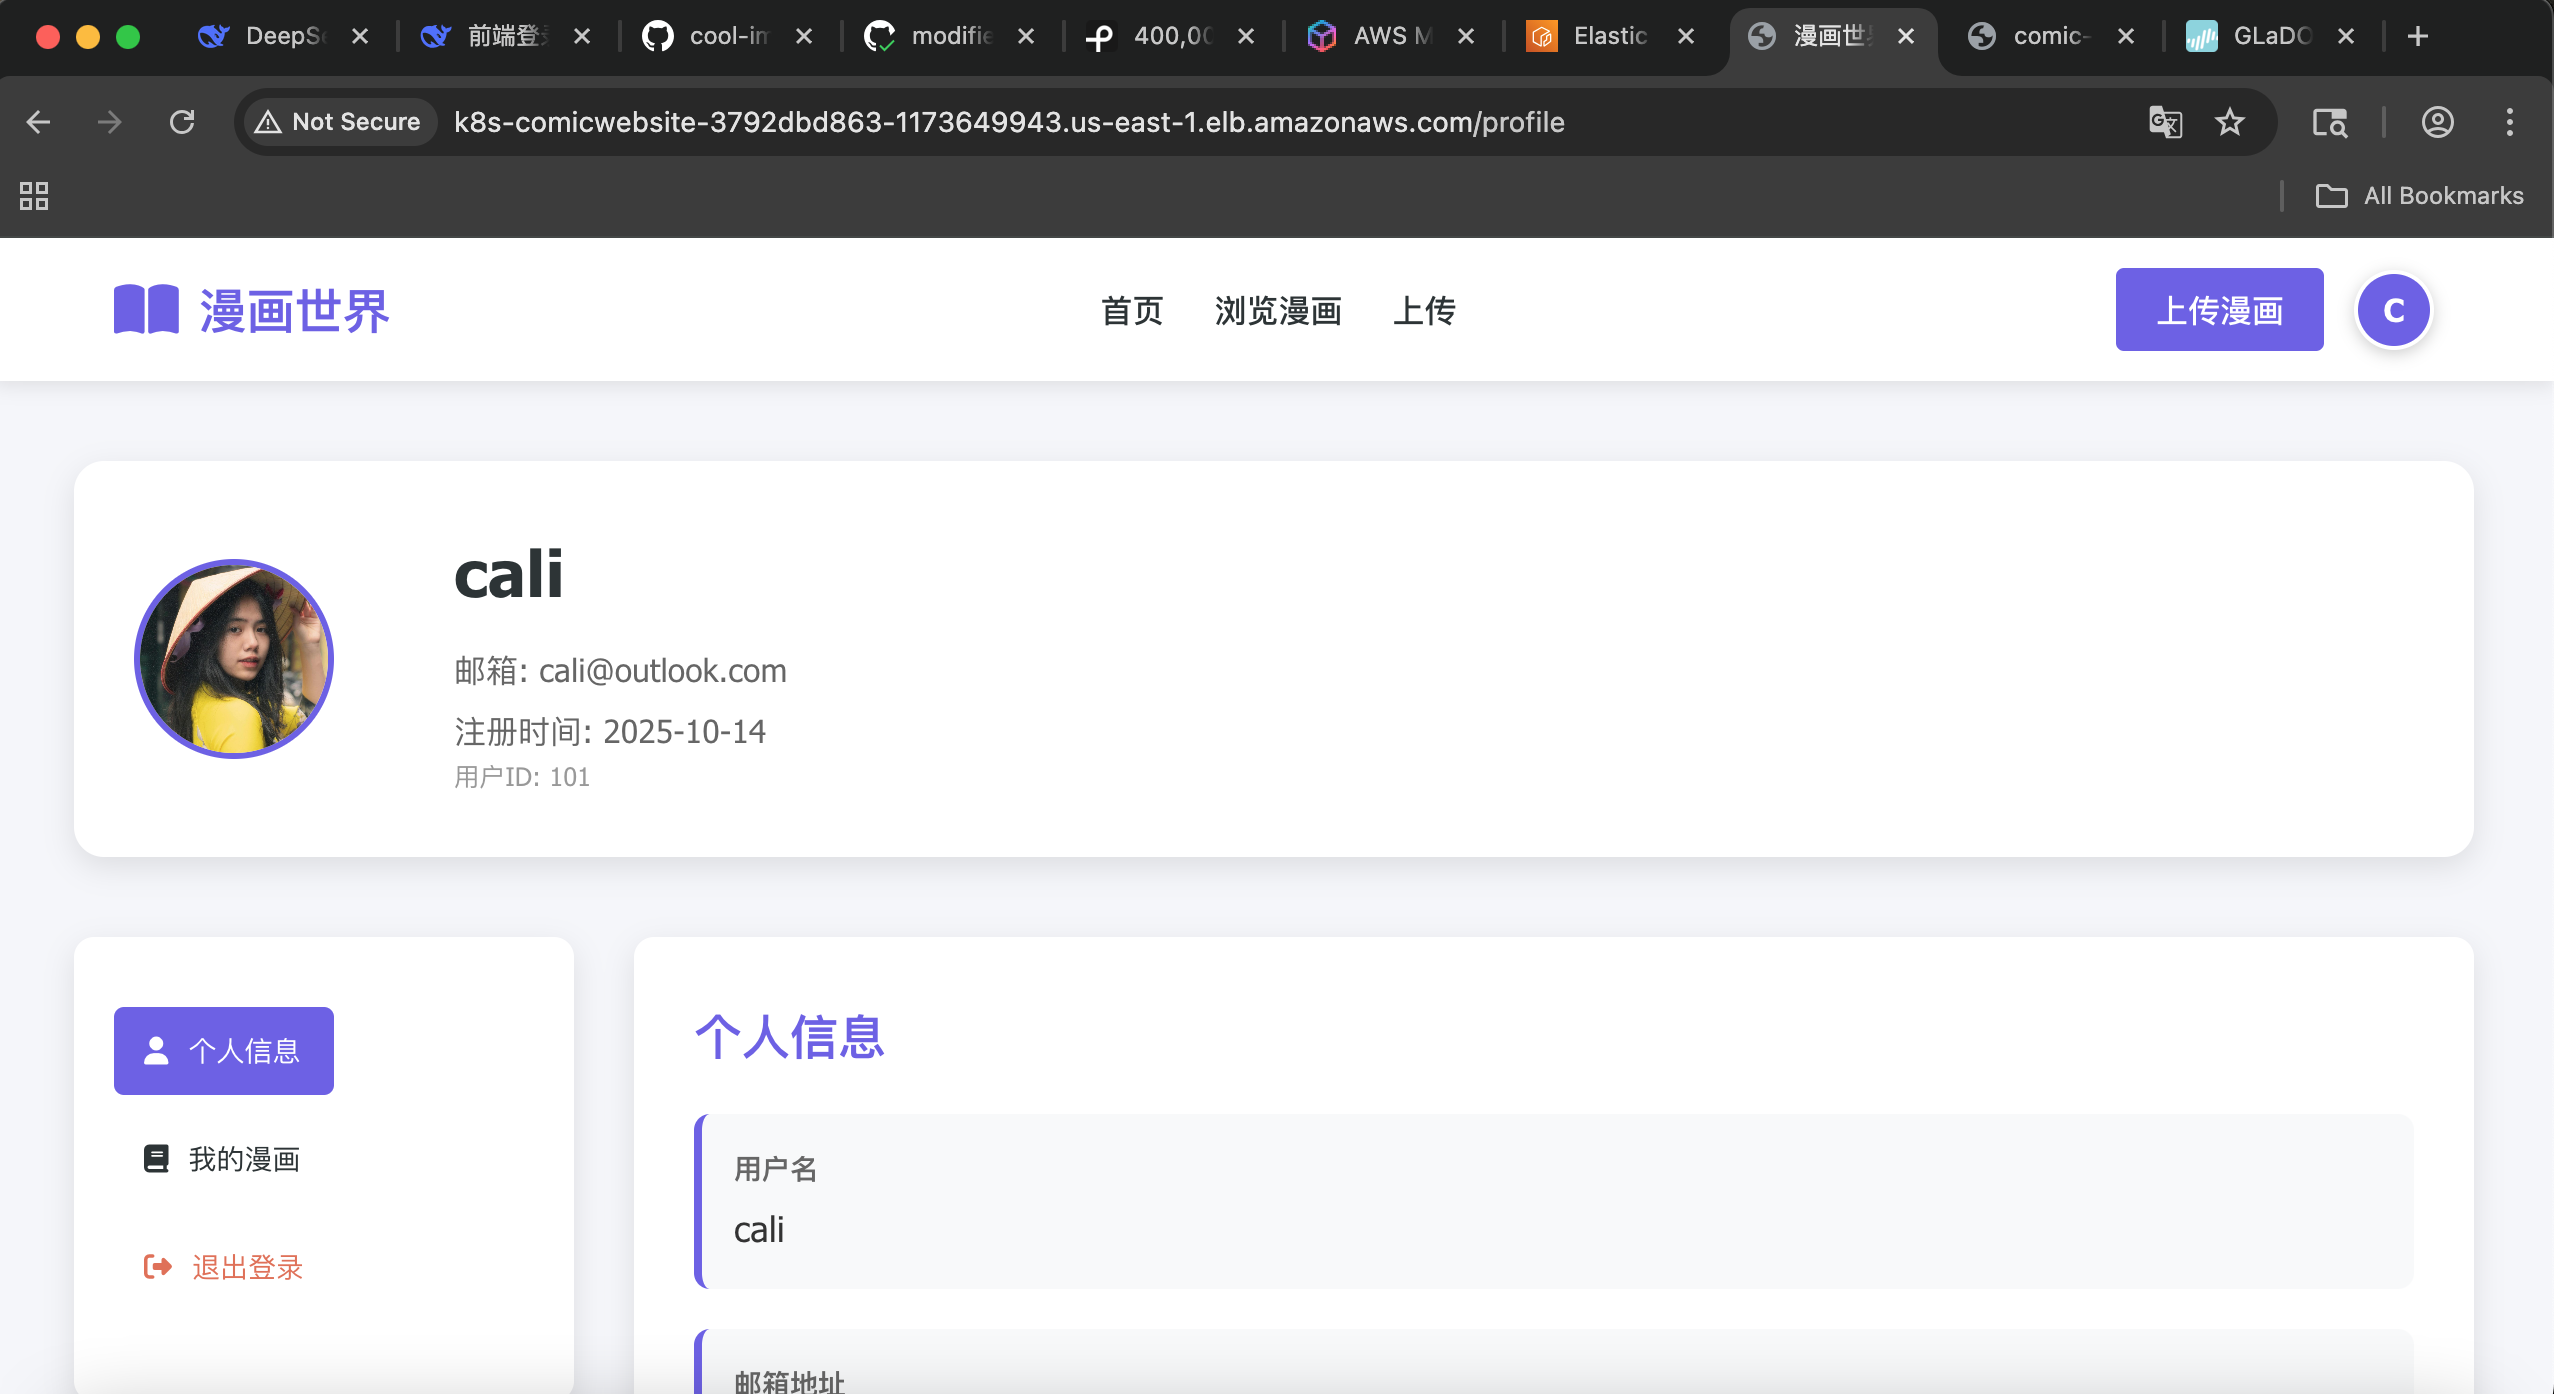 DeepSe
前端登录
cool-im
modifie
400,00
AWS M
Elastic
漫画世界
comic-
GLaDO
Not Secure
k8s-comicwebsite-3792dbd863-1173649943.us-east-1.elb.amazonaws.com/profile
All Bookmarks
漫画世界
首页
浏览漫画
上传
上传漫画
C
cali
邮箱: cali@outlook.com
注册时间: 2025-10-14
用户ID: 101
个人信息
我的漫画
退出登录
个人信息
用户名
cali
邮箱地址